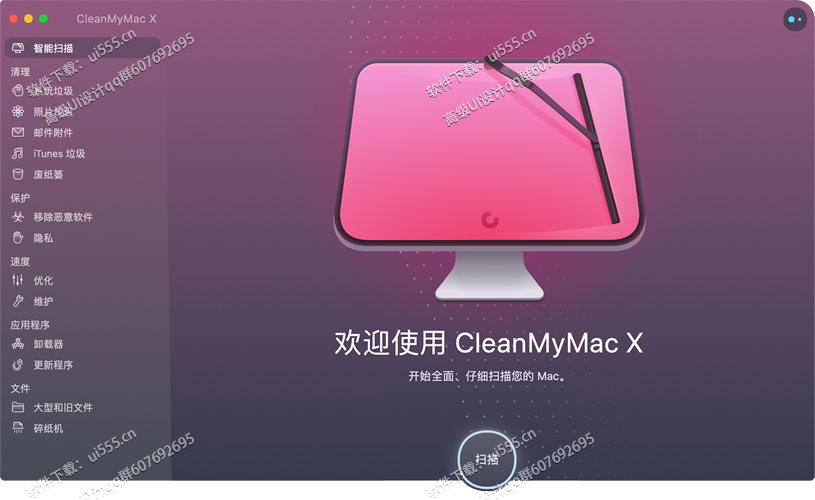 CleanMyMac X
智能扫描
清理
系统垃圾
照片垃圾
邮件附件
iTunes 垃圾
废纸篓
保护
移除恶意软件
隐私
速度
优化
维护
应用程序
卸载器
更新程序
文件
大型和旧文件
碎纸机
欢迎使用 CleanMyMac X
开始全面、仔细扫描您的 Mac。
扫描
软件下载：ui555.cn
高级UI设计qq群607692695
软件下载：ui555.cn
高级UI设计qq群607692695
软件下载：ui555.cn
设计qq群607692695
软件下载：ui555.cn
设计qq群607692695